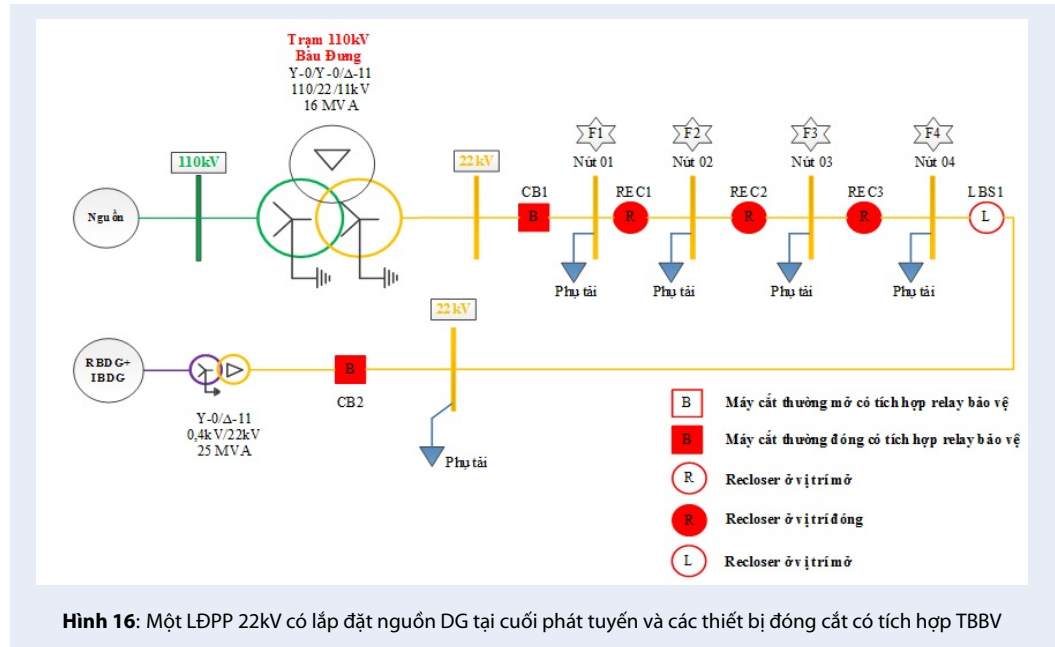 Trạm 110kV
Bàu Đưng
Y-0/Y-0/Δ-11
110/22/11kV
16 MVA
F1
F2
F3
F4
110kV
22kV
Nút 01
Nút 02
Nút 03
Nút 04
CB1
REC1
REC2
REC3
LBS1
Nguồn
B
R
R
R
L
Phụ tải
Phụ tải
Phụ tải
Phụ tải
22kV
RBDG+
IBDG
B
CB2
Y-0/Δ-11
0,4kV/22kV
25 MVA
Phụ tải
B Máy cắt thường mở có tích hợp relay bảo vệ
B Máy cắt thường đóng có tích hợp relay bảo vệ
R Recloser ở vị trí mở
R Recloser ở vị trí đóng
L Recloser ở vị trí mở
Hình 16: Một LĐPP 22kV có lắp đặt nguồn DG tại cuối phát tuyến và các thiết bị đóng cắt có tích hợp TBBV